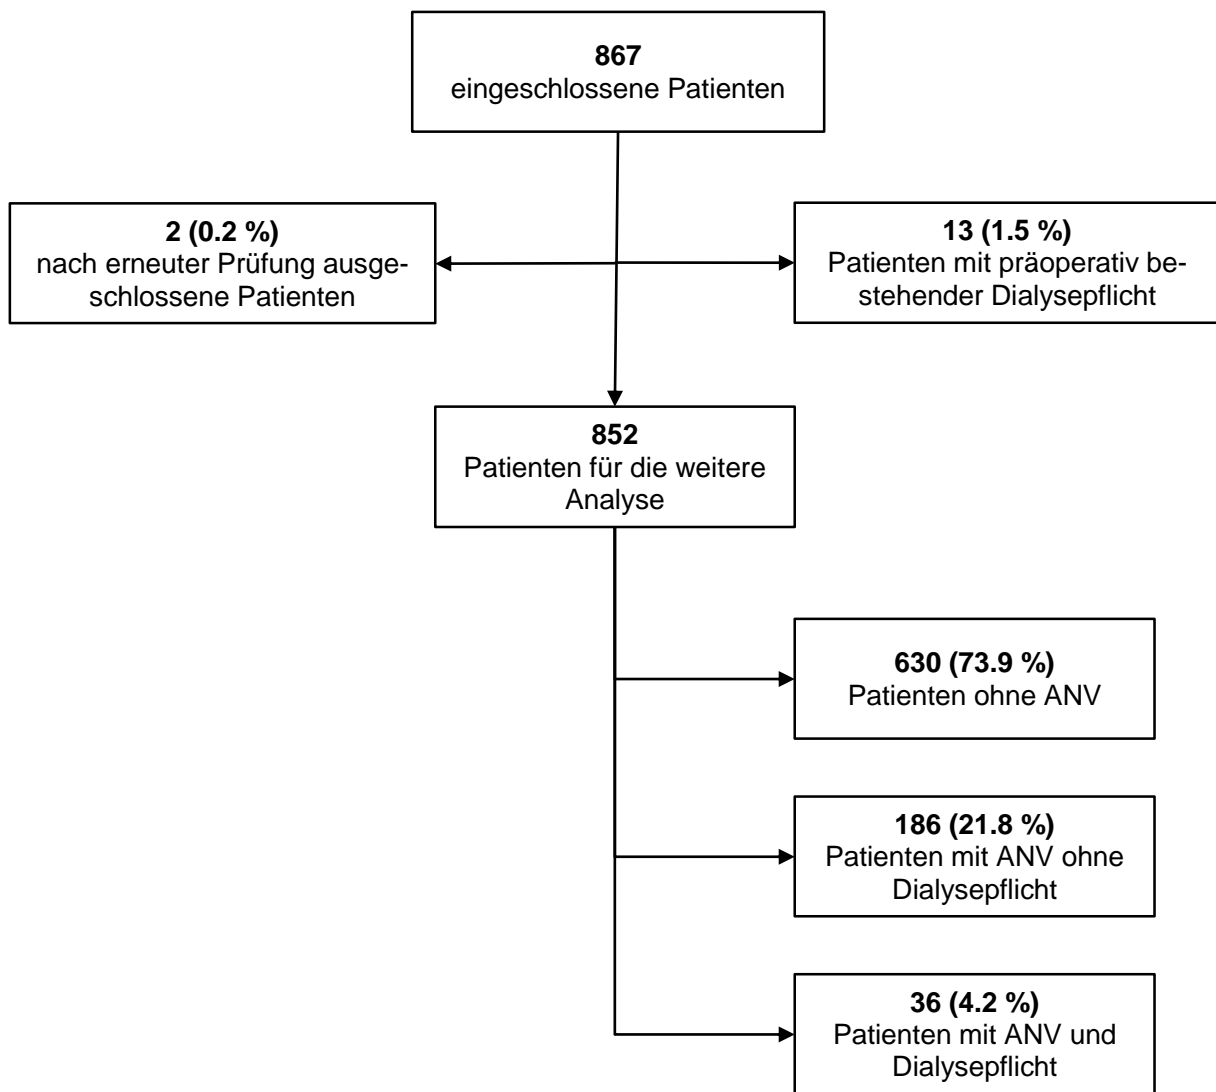 867
eingeschlossene Patienten
2 (0.2 %)
nach erneuter Prüfung ausge-
schlossene Patienten
13 (1.5 %)
Patienten mit präoperativ be-
stehender Dialysepflicht
852
Patienten für die weitere
Analyse
630 (73.9 %)
Patienten ohne ANV
186 (21.8 %)
Patienten mit ANV ohne
Dialysepflicht
36 (4.2 %)
Patienten mit ANV und
Dialysepflicht